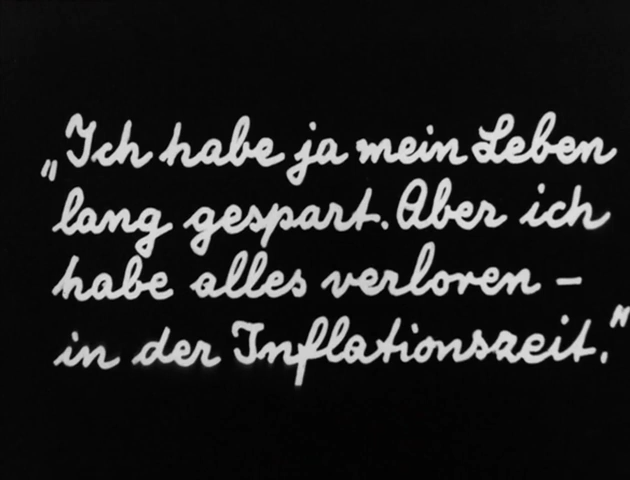 „Ich habe ja mein Leben
lang gespart. Aber ich
habe alles verloren –
in der Inflationszeit.“